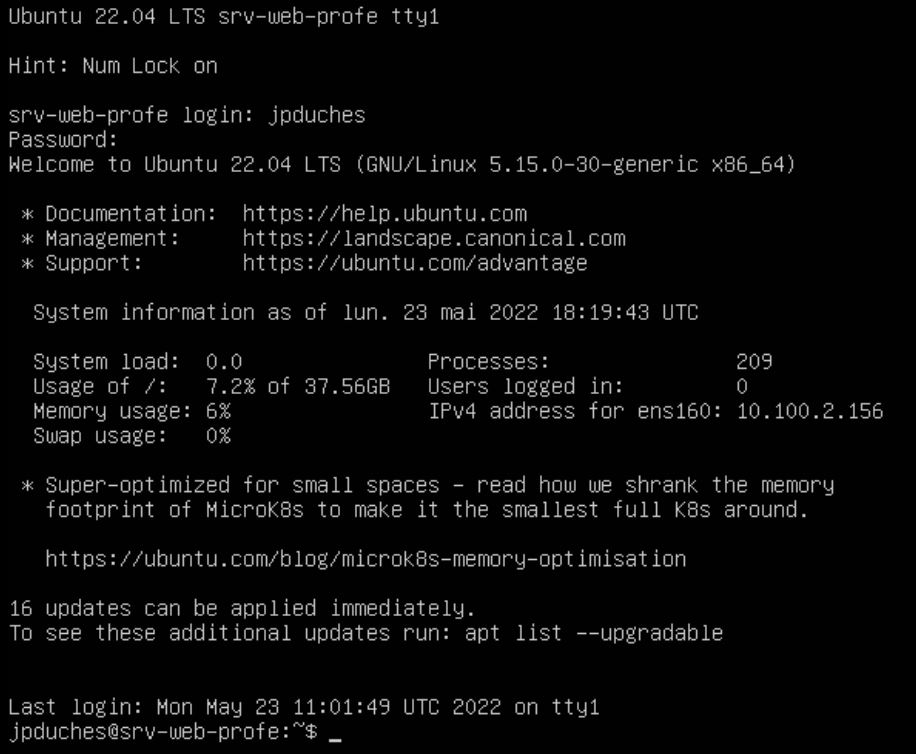 Ubuntu 22.04 LTS srv-web-profe tty1
Hint: Num Lock on
srv-web-profe login: jpduches
Password:
Welcome to Ubuntu 22.04 LTS (GNU/Linux 5.15.0-30-generic x86_64)
* Documentation:  https://help.ubuntu.com
* Management:     https://landscape.canonical.com
* Support:        https://ubuntu.com/advantage
System information as of lun. 23 mai 2022 18:19:43 UTC
System load:  0.0               Processes:               209
Usage of /:   7.2% of 37.56GB   Users logged in:         0
Memory usage: 6%                IPv4 address for ens160: 10.100.2.156
Swap usage:   0%
* Super-optimized for small spaces - read how we shrank the memory
footprint of MicroK8s to make it the smallest full K8s around.
https://ubuntu.com/blog/microk8s-memory-optimisation
16 updates can be applied immediately.
To see these additional updates run: apt list --upgradable
Last login: Mon May 23 11:01:49 UTC 2022 on tty1
jpduches@srv-web-profe:~$ _